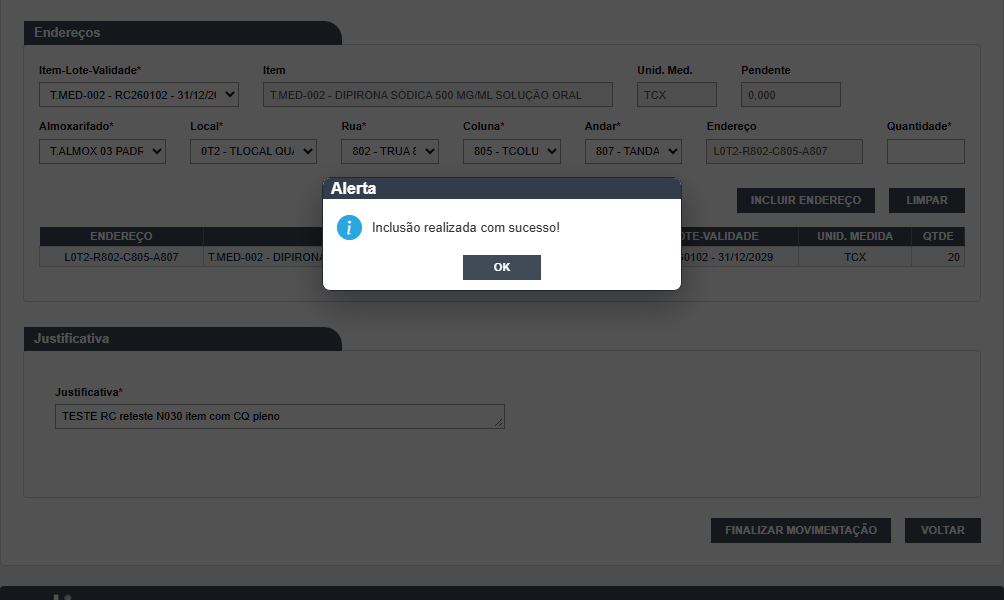 Endereços
Item-Lote-Validade* Item Unid. Med. Pendente
T.MED-002 - RC260102 - 31/12/2( T.MED-002 - DIPIRONA SÓDICA 500 MG/ML SOLUÇÃO ORAL TCX 0,000
Almoxarifado* Local* Rua* Coluna* Andar* Endereço Quantidade*
T.ALMOX 03 PADR 0T2 - TLOCAL QUA 802 - TRUA 805 - TCOLU 807 - TANDA L0T2-R802-C805-A807
Alerta
Inclusão realizada com sucesso!
OK
INCLUIR ENDEREÇO LIMPAR
ENDEREÇO OTE-VALIDADE UNID. MEDIDA QTDE
L0T2-R802-C805-A807 T.MED-002 - DIPIRONA 0102 - 31/12/2029 TCX 20
Justificativa
Justificativa*
TESTE RC reteste N030 item com CQ pleno
FINALIZAR MOVIMENTAÇÃO VOLTAR